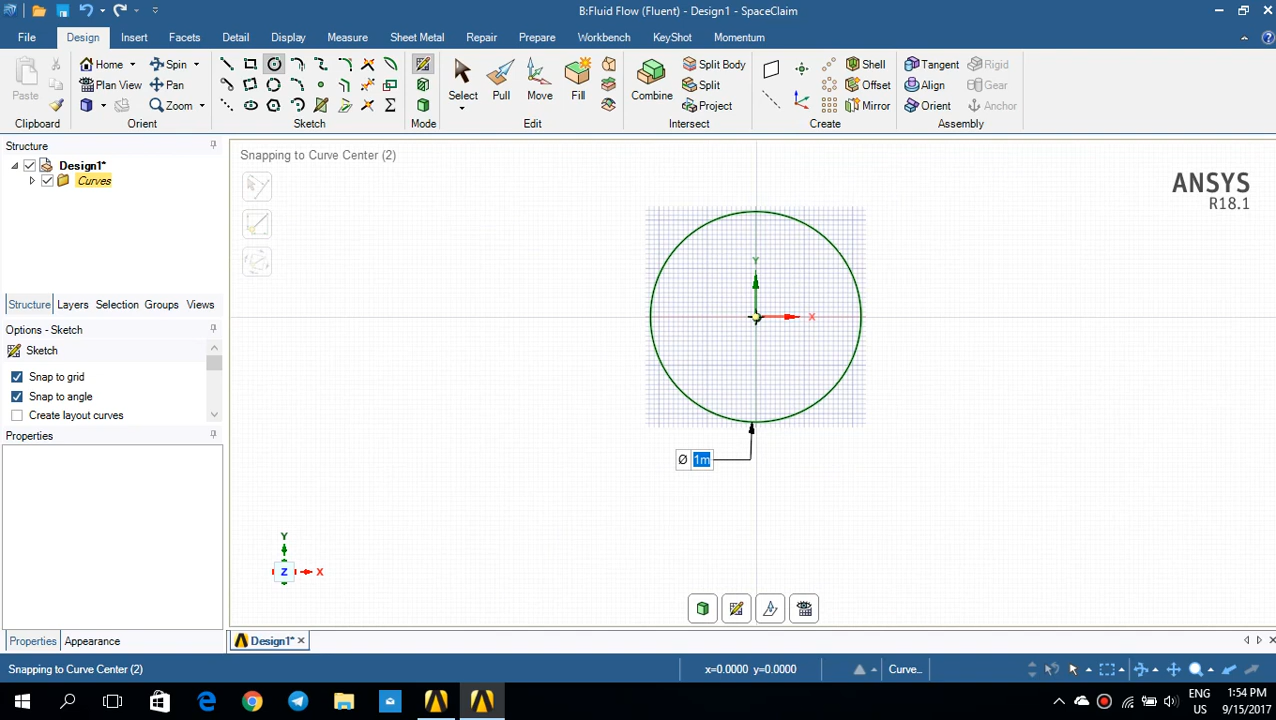 B:Fluid Flow (Fluent) - Design1 - SpaceClaim
File Design Insert Facets Detail Display Measure Sheet Metal Repair Prepare Workbench KeyShot Momentum
Paste
Home
Plan View
Spin
Pan
Zoom
Select
Pull
Move
Fill
Combine
Split Body
Split
Project
Shell
Offset
Mirror
Tangent
Align
Orient
Rigid
Gear
Anchor
Clipboard Orient Sketch Mode Edit Intersect Create Assembly
Structure
Design1*
Curves
Structure Layers Selection Groups Views
Options - Sketch
Sketch
Snap to grid
Snap to angle
Create layout curves
Properties
Properties Appearance
Snapping to Curve Center (2)
ANSYS
R18.1
Y
X
Ø 1m
Y
Z X
Design1*
Snapping to Curve Center (2) x=0.0000 y=0.0000 Curve...
ENG
US
1:54 PM
9/15/2017